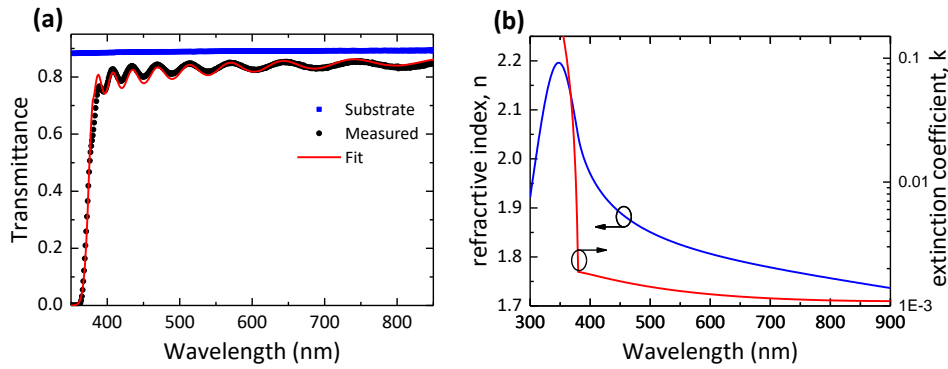 (a)
Transmittance
0.8
0.6
0.4
0.2
0.0
400
500
600
700
800
Wavelength (nm)
Substrate
Measured
Fit
(b)
refracrtive index, n
2.2
2.1
2.0
1.9
1.8
1.7
300
400
500
600
700
800
900
Wavelength (nm)
0.1
0.01
1E-3
extinction coefficient, k